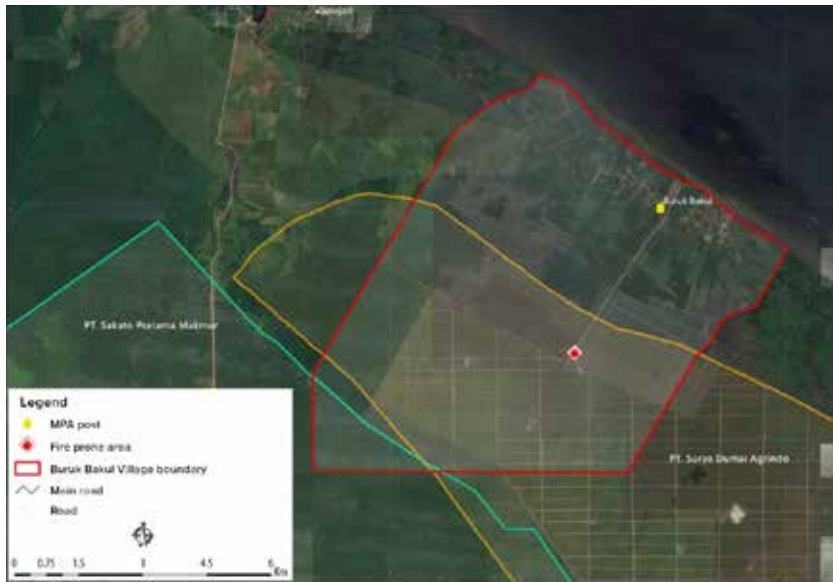 Buruk Bakul
PT. Sakato Pratama Makmur
PT. Surya Dumai Agrindo
Legend
MPA post
Fire prone area
Buruk Bakul Village boundary
Main road
Road
0 0.75 1.5 3 4.5 6
Km